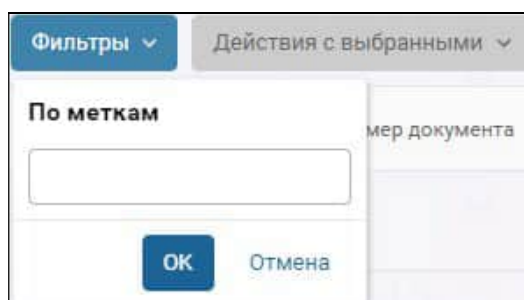 Фильтры Действия с выбранными
По меткам
мер документа
ОК Отмена